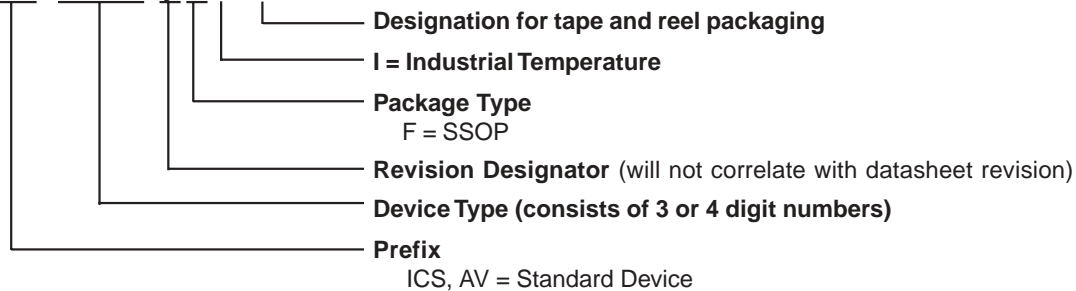 Designation for tape and reel packaging
I = Industrial Temperature
Package Type
F = SSOP
Revision Designator (will not correlate with datasheet revision)
Device Type (consists of 3 or 4 digit numbers)
Prefix
ICS, AV = Standard Device